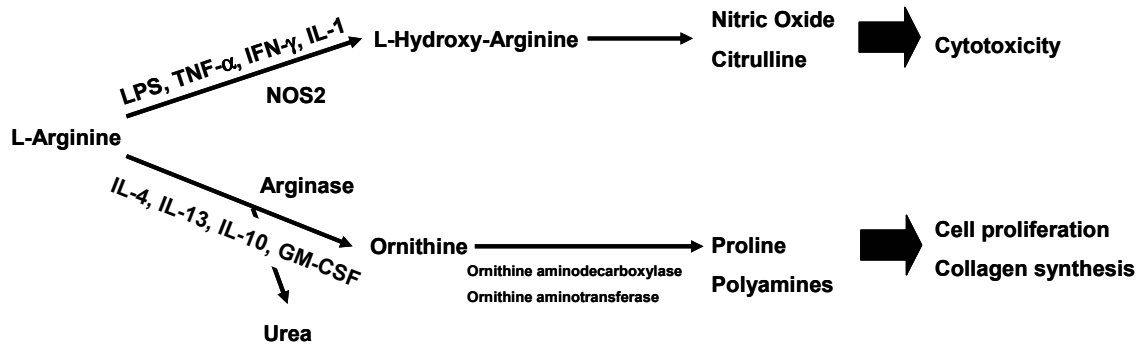 LPS, TNF-α, IFN-γ, IL-1
L-Hydroxy-Arginine
Nitric Oxide
Citrulline
Cytotoxicity
NOS2
L-Arginine
Arginase
IL-4, IL-13, IL-10, GM-CSF
Ornithine
Ornithine aminodecarboxylase
Ornithine aminotransferase
Proline
Polyamines
Cell proliferation
Collagen synthesis
Urea